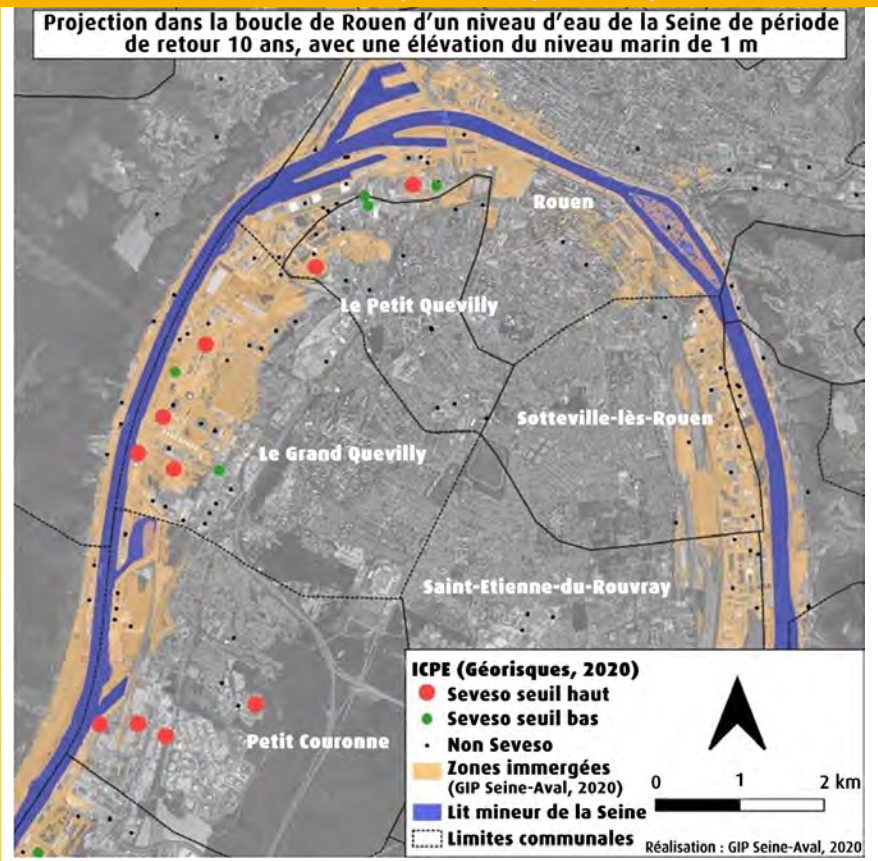 Projection dans la boucle de Rouen d'un niveau d'eau de la Seine de période
de retour 10 ans, avec une élévation du niveau marin de 1 m
Rouen
Le Petit Quevilly
Sotteville-lès-Rouen
Le Grand Quevilly
Saint-Etienne-du-Rouvray
Petit Couronne
ICPE (Géorisques, 2020)
Seveso seuil haut
Seveso seuil bas
Non Seveso
Zones immergées
(GIP Seine-Aval, 2020)
Lit mineur de la Seine
Limites communales
0 1 2 km
Réalisation : GIP Seine-Aval, 2020